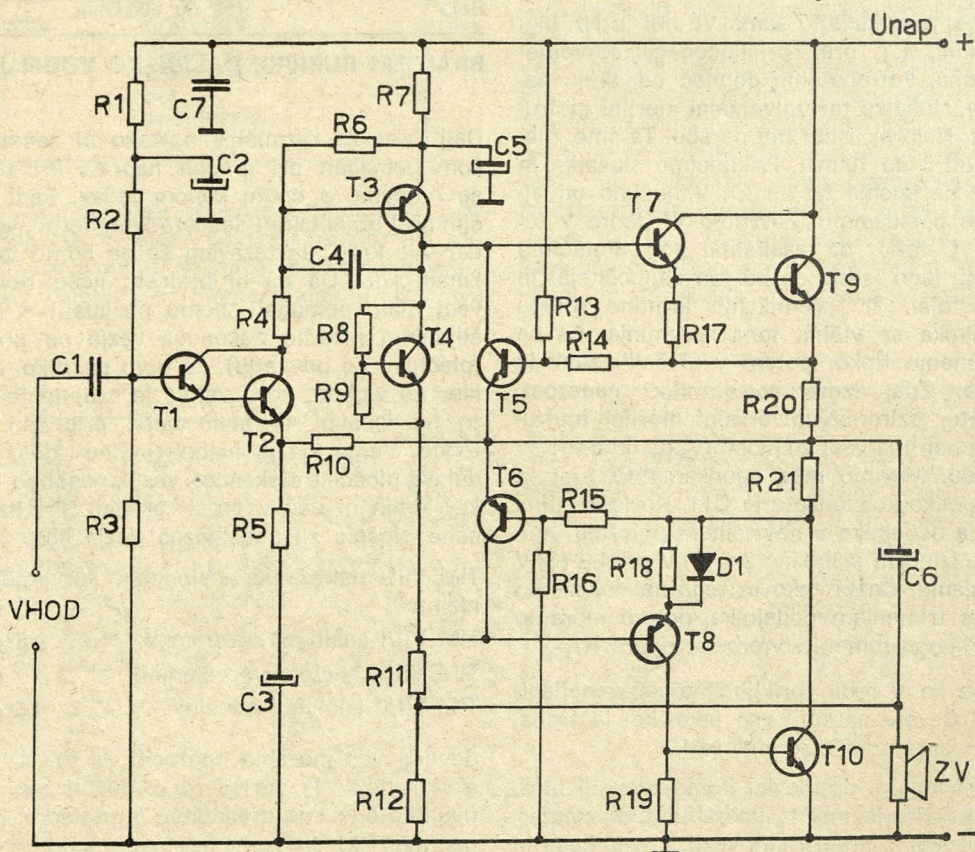 Unap +
R1
C7
R7
R6
C5
C2
T3
R2
T7
C4
T9
R4
R8
R13
R17
T4
R14
C1
R9
R20
T1
T5
T2
R10
T6
R21
R15
R3
R5
R16
R18
D1
C6
VHOD
T8
R11
C3
T10
ZV
R12
R19
−